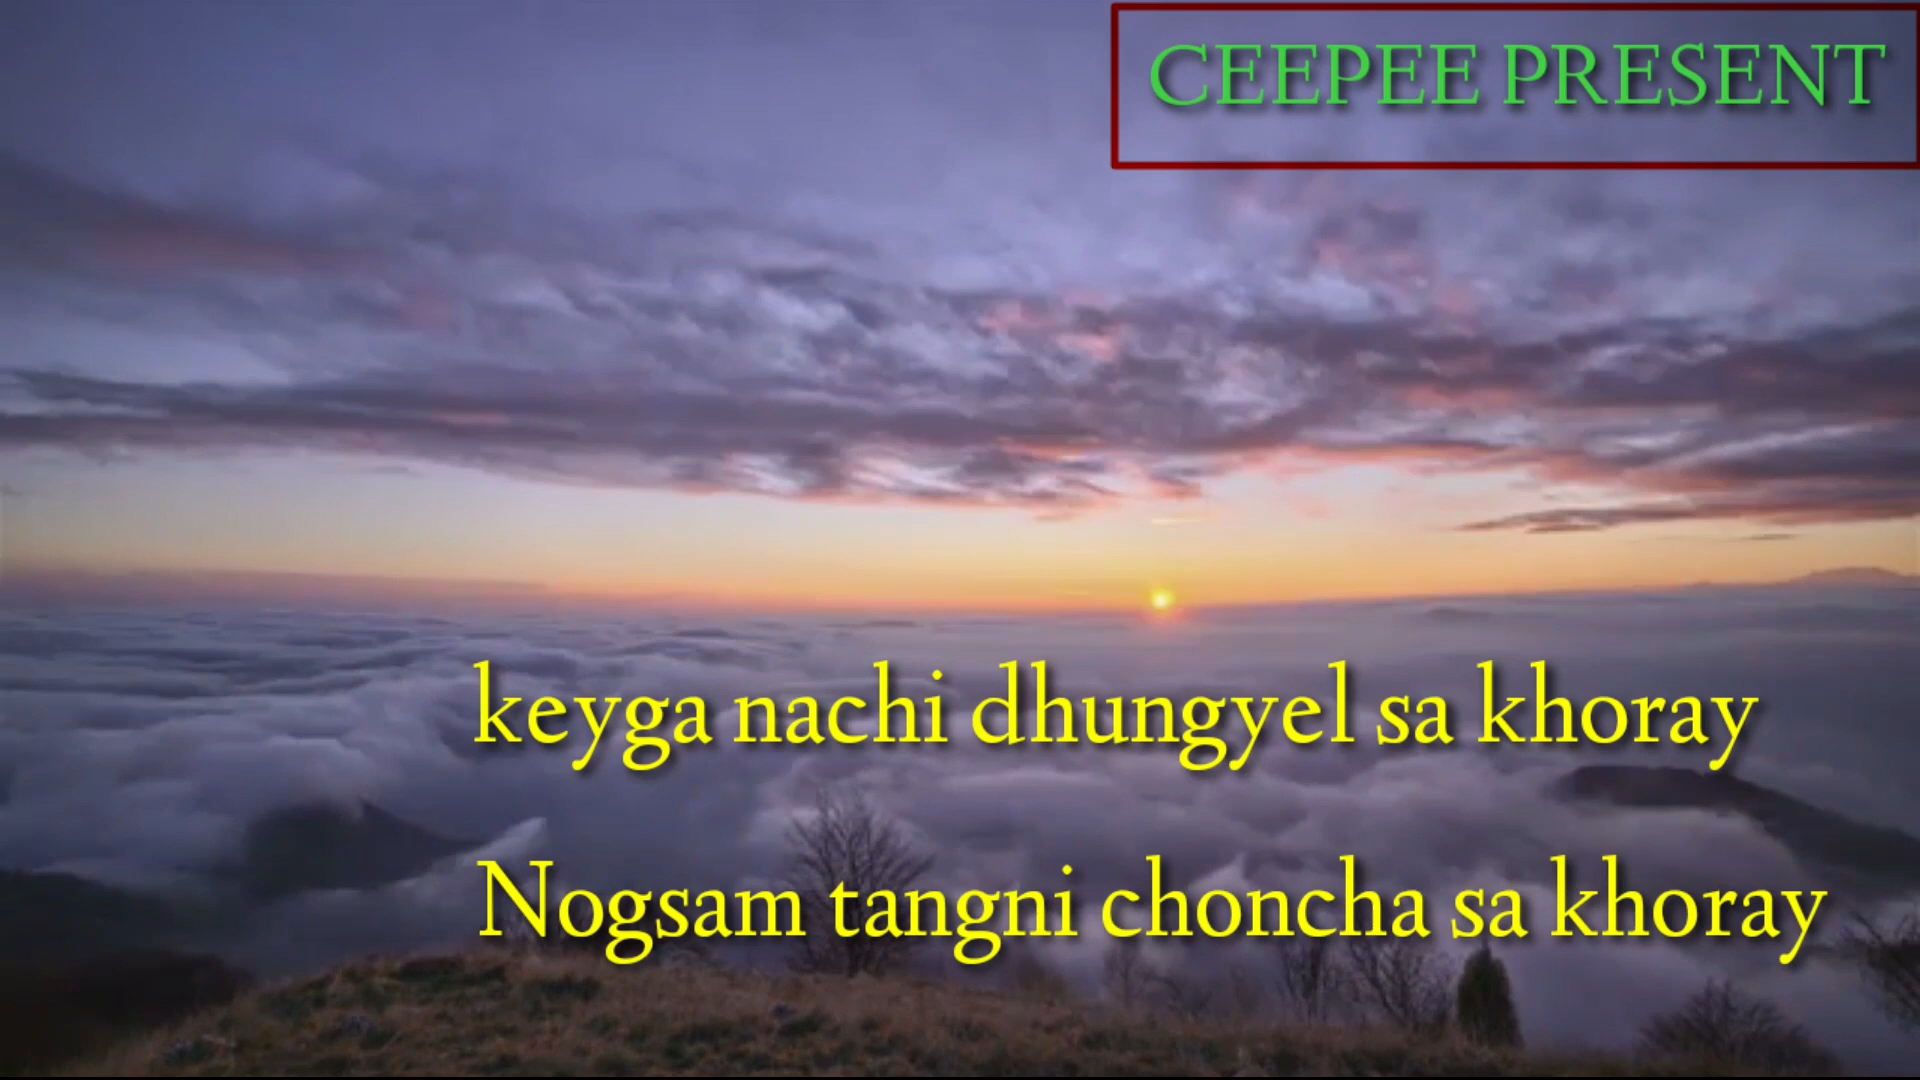 CEEPEE PRESENT
keyga nachi dhungyel sa khoray
Nogsam tangni choncha sa khoray